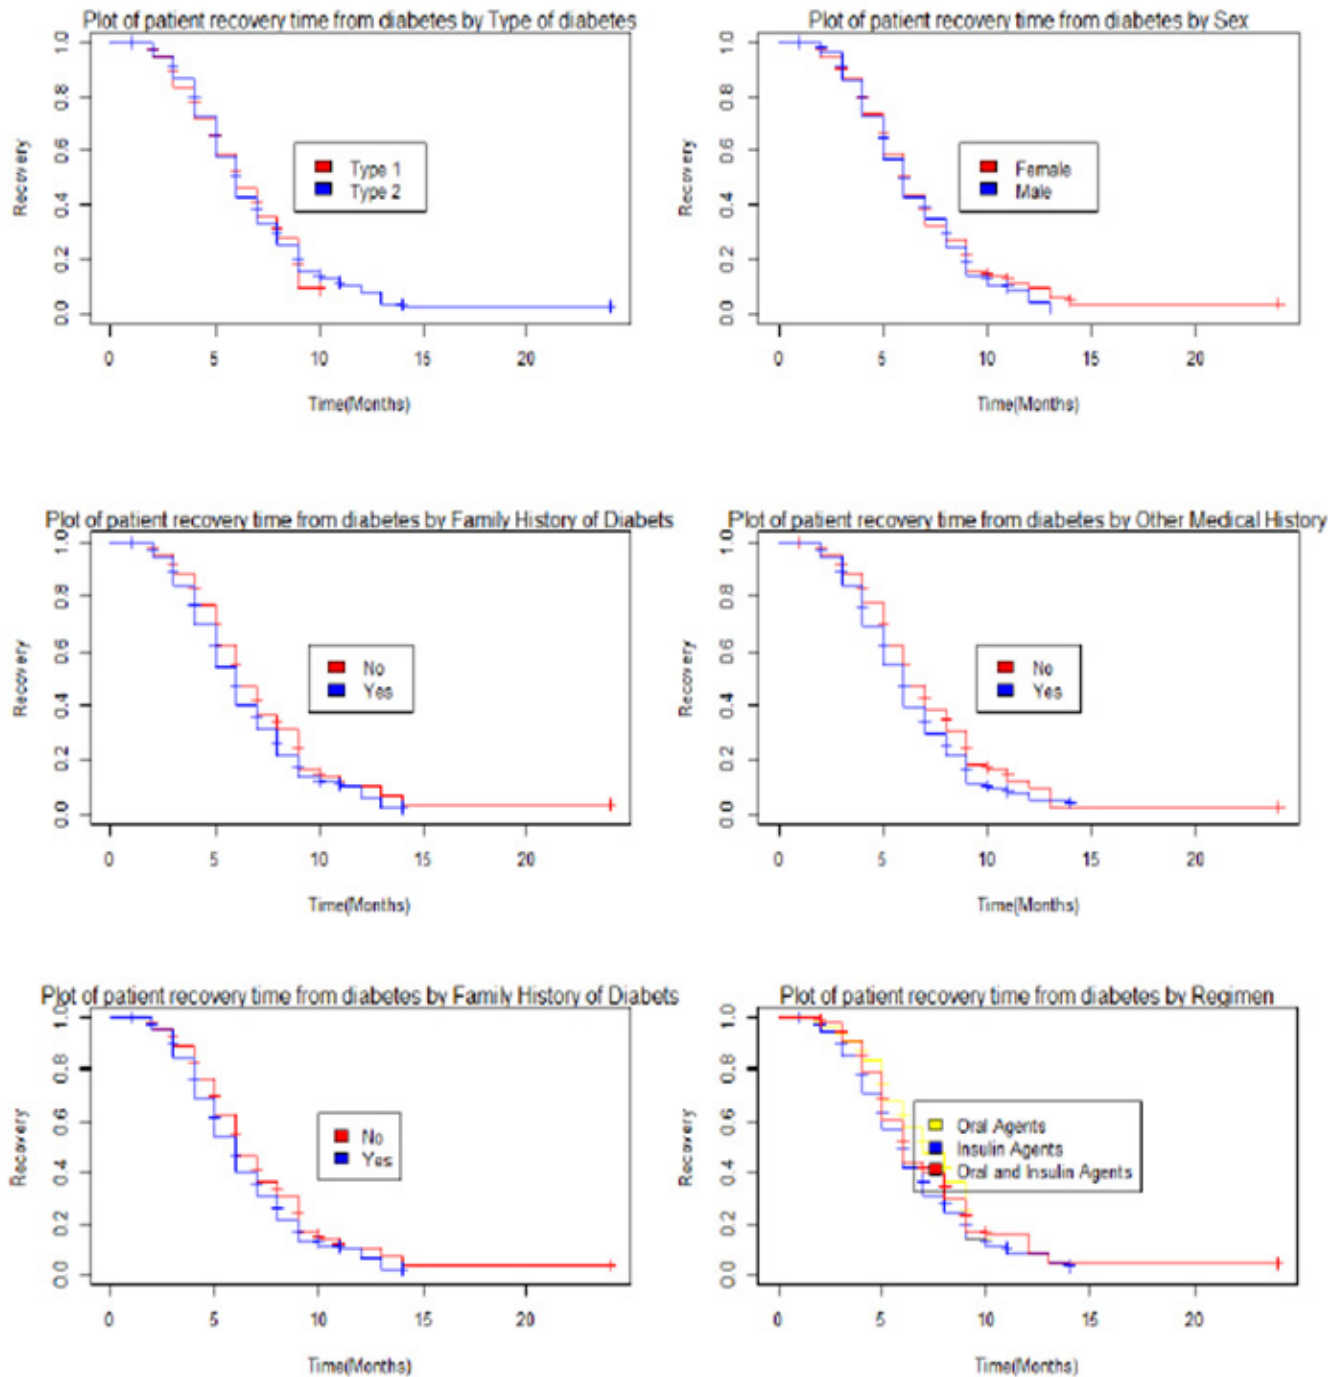 Plot of patient recovery time from diabetes by Type of diabetes
Recovery
1.0
0.8
0.6
0.4
0.2
0.0
Type 1
Type 2
0 5 10 15 20
Time(Months)
Plot of patient recovery time from diabetes by Sex
Recovery
1.0
0.8
0.6
0.4
0.2
0.0
Female
Male
0 5 10 15 20
Time(Months)
Plot of patient recovery time from diabetes by Family History of Diabets
Recovery
1.0
0.8
0.6
0.4
0.2
0.0
No
Yes
0 5 10 15 20
Time(Months)
Plot of patient recovery time from diabetes by Other Medical History
Recovery
1.0
0.8
0.6
0.4
0.2
0.0
No
Yes
0 5 10 15 20
Time(Months)
Plot of patient recovery time from diabetes by Family History of Diabets
Recovery
1.0
0.8
0.6
0.4
0.2
0.0
No
Yes
0 5 10 15 20
Time(Months)
Plot of patient recovery time from diabetes by Regimen
Recovery
1.0
0.8
0.6
0.4
0.2
0.0
Oral Agents
Insulin Agents
Oral and Insulin Agents
0 5 10 15 20
Time(Months)